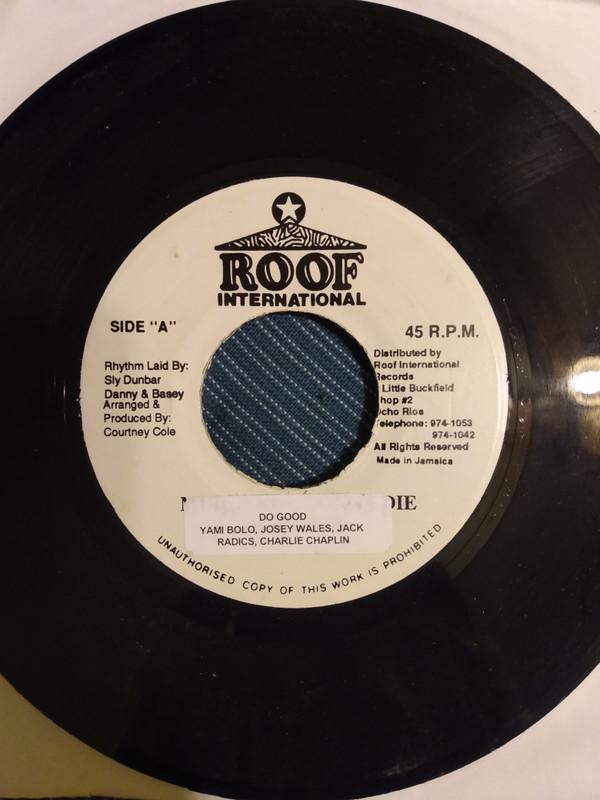 ROOF
INTERNATIONAL
SIDE "A"
45 R.P.M.
Rhythm Laid By:
Sly Dunbar
Danny & Basey
Arranged &
Produced By:
Courtney Cole
Distributed by
Roof International
Records
Little Buckfield
hop #2
Ocho Rios
Telephone: 974-1053
974-1042
All Rights Reserved
Made in Jamaica
DIE
DO GOOD
YAMI BOLO, JOSEY WALES, JACK
RADICS, CHARLIE CHAPLIN
UNAUTHORISED COPY OF THIS WORK IS PROHIBITED